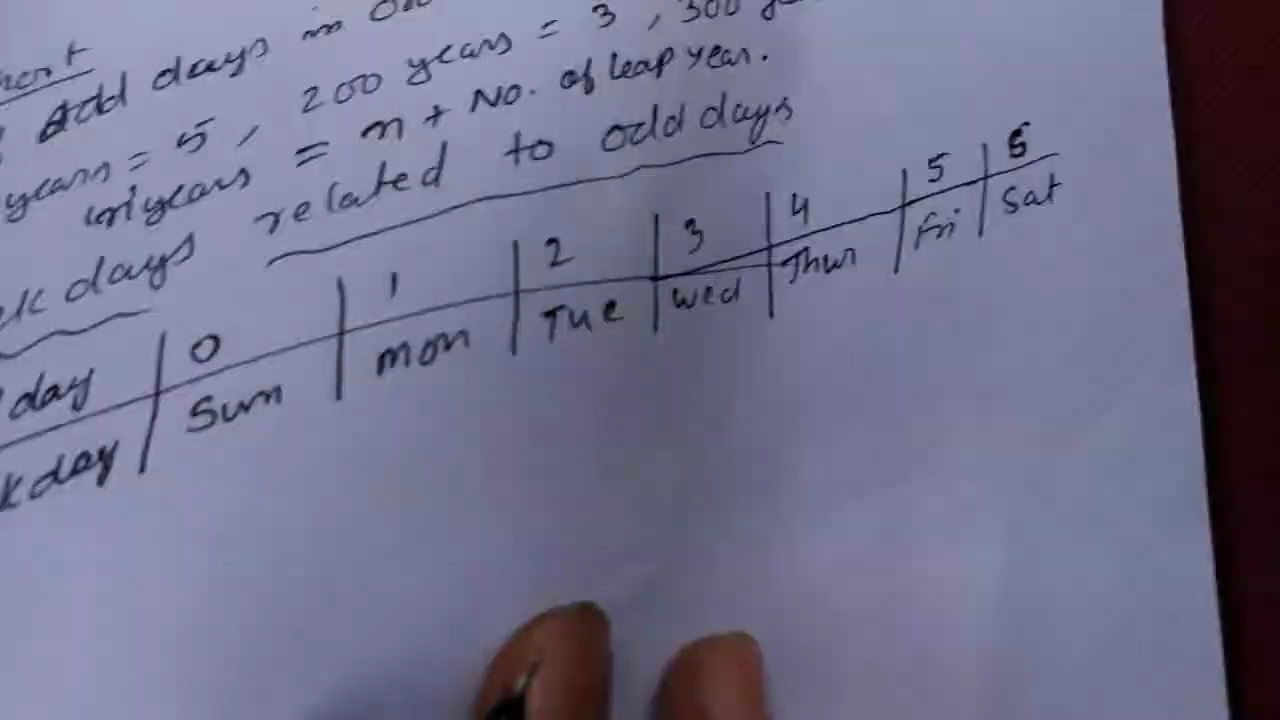 Add days in
years = 5, 200 years = 3, 300
years = n + No. of leap year.
days related to odd days
day 0 1 2 3 4 5 6
day Sun Mon Tue Wed Thur Fri Sat